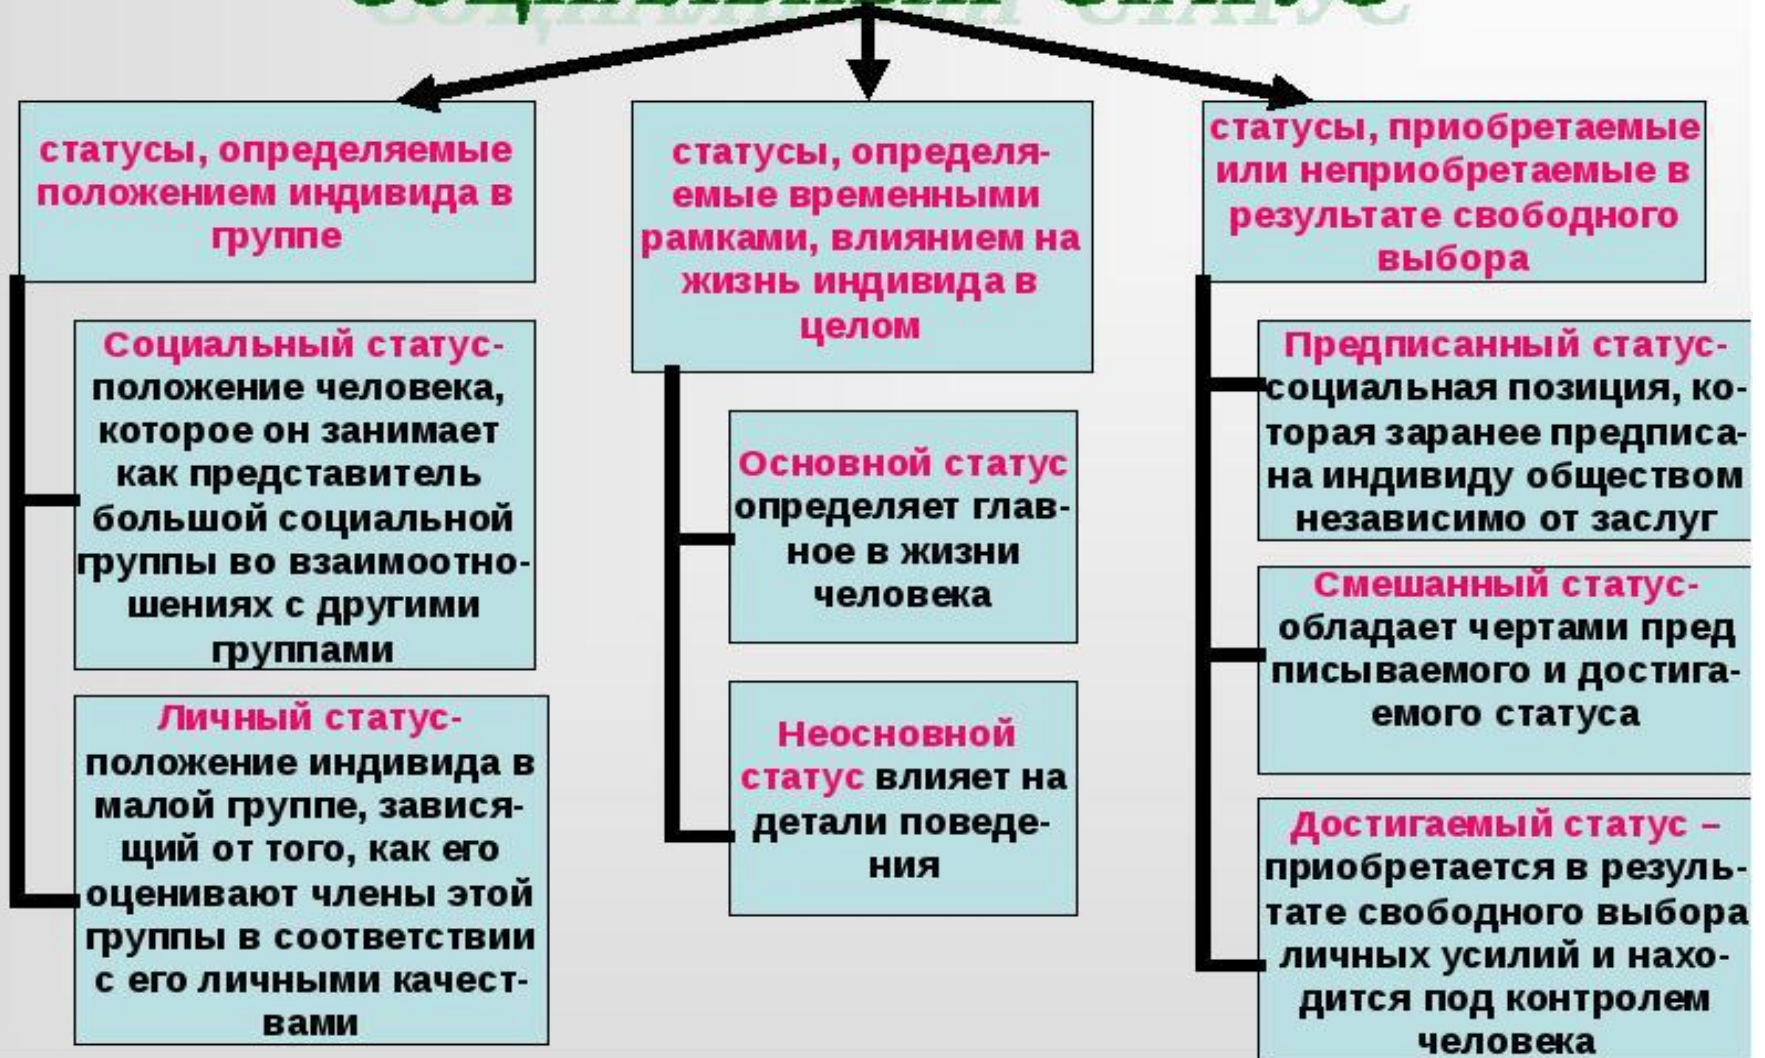 СОЦИАЛЬНЫЙ СТАТУС
статусы, определяемые
положением индивида в
группе
Социальный статус-
положение человека,
которое он занимает
как представитель
большой социальной
группы во взаимоотно-
шениях с другими
группами
Личный статус-
положение индивида в
малой группе, завися-
щий от того, как его
оценивают члены этой
группы в соответствии
с его личными качест-
вами
статусы, определя-
емые временными
рамками, влиянием на
жизнь индивида в
целом
Основной статус
определяет глав-
ное в жизни
человека
Неосновной
статус влияет на
детали поведе-
ния
статусы, приобретаемые
или неприобретаемые в
результате свободного
выбора
Предписанный статус-
социальная позиция, ко-
торая заранее предписа-
на индивиду обществом
независимо от заслуг
Смешанный статус-
обладает чертами пред
писываемого и достига-
емого статуса
Достигаемый статус –
приобретается в резуль-
тате свободного выбора
личных усилий и нахо-
дится под контролем
человека